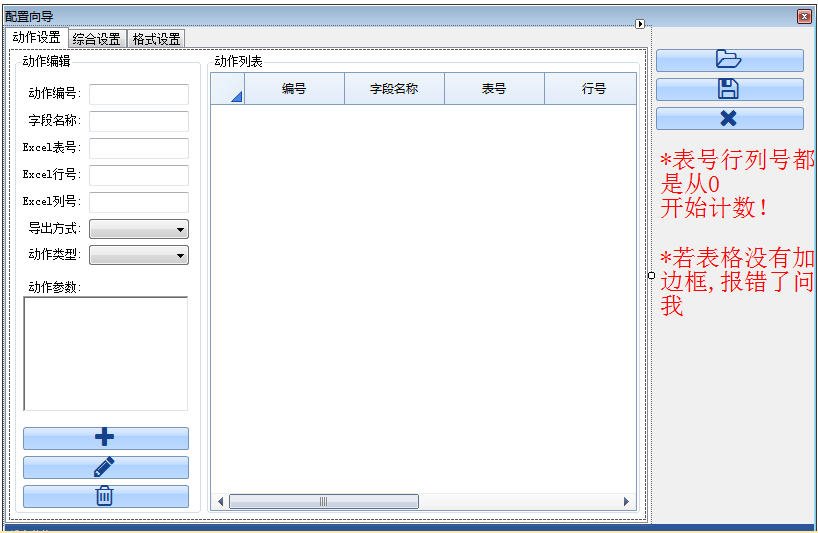 配置向导
动作设置 综合设置 格式设置
动作编辑
动作编号:
字段名称:
Excel表号:
Excel行号:
Excel列号:
导出方式:
动作类型:
动作参数:
动作列表
编号 字段名称 表号 行号
*表号行列号都
是从0
开始计数!
*若表格没有加
边框,报错了问
我